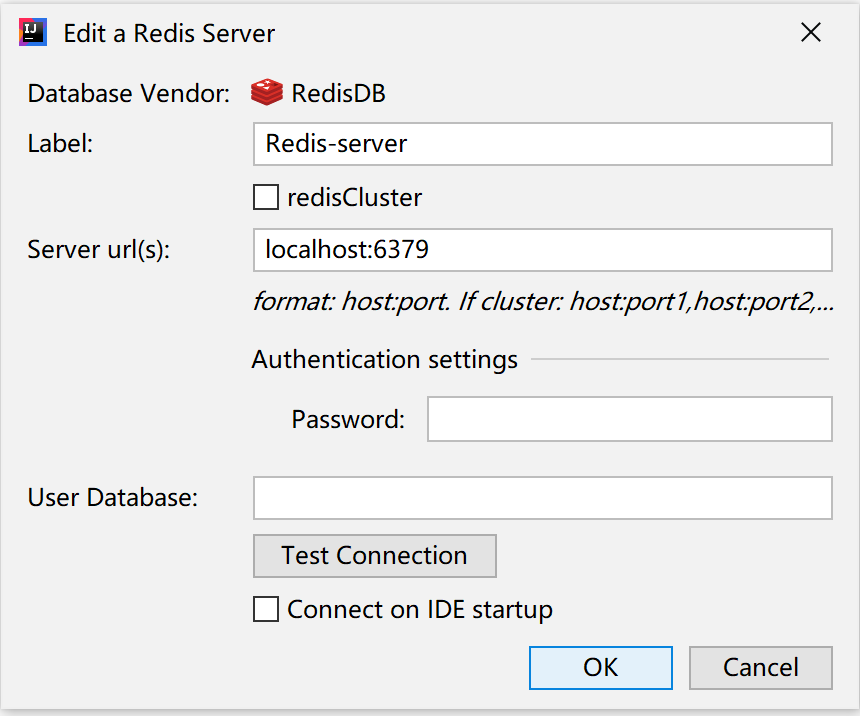 Edit a Redis Server
Database Vendor: RedisDB
Label: Redis-server
redisCluster
Server url(s): localhost:6379
format: host:port. If cluster: host:port1,host:port2,...
Authentication settings
Password:
User Database:
Test Connection
Connect on IDE startup
OK Cancel